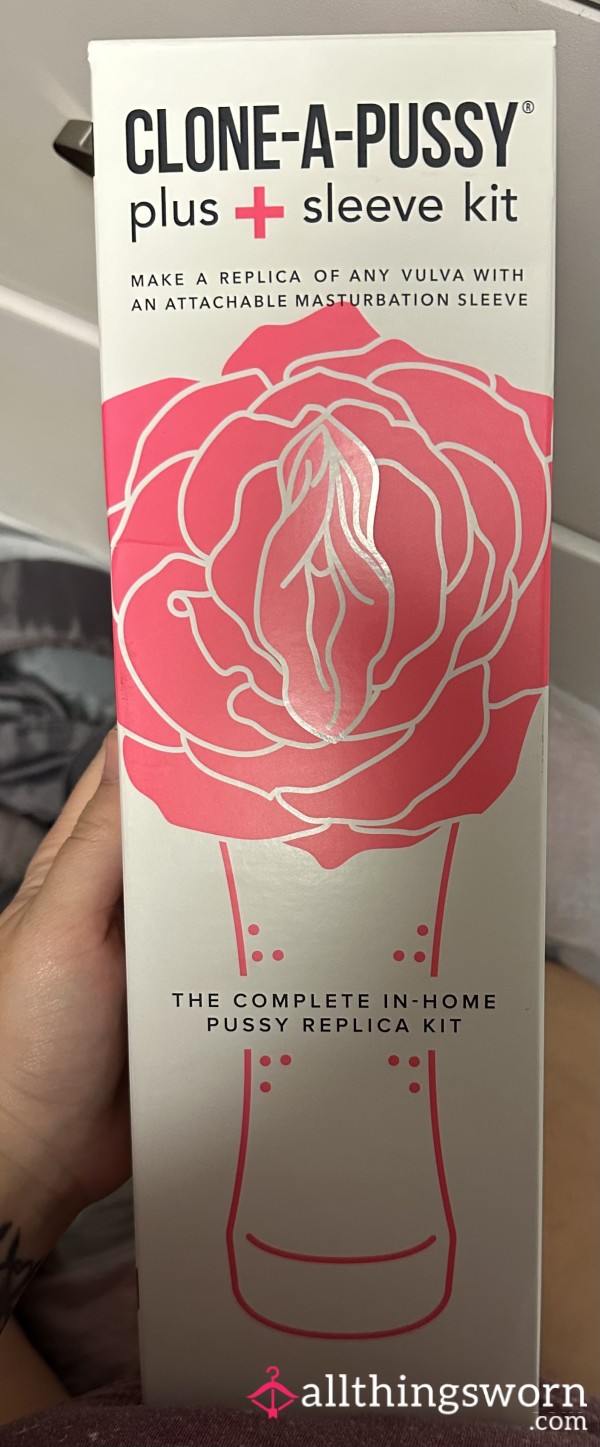 CLONE-A-PUSSY®
plus + sleeve kit
MAKE A REPLICA OF ANY VULVA WITH
AN ATTACHABLE MASTURBATION SLEEVE
THE COMPLETE IN-HOME
PUSSY REPLICA KIT
allthingsworn
.com